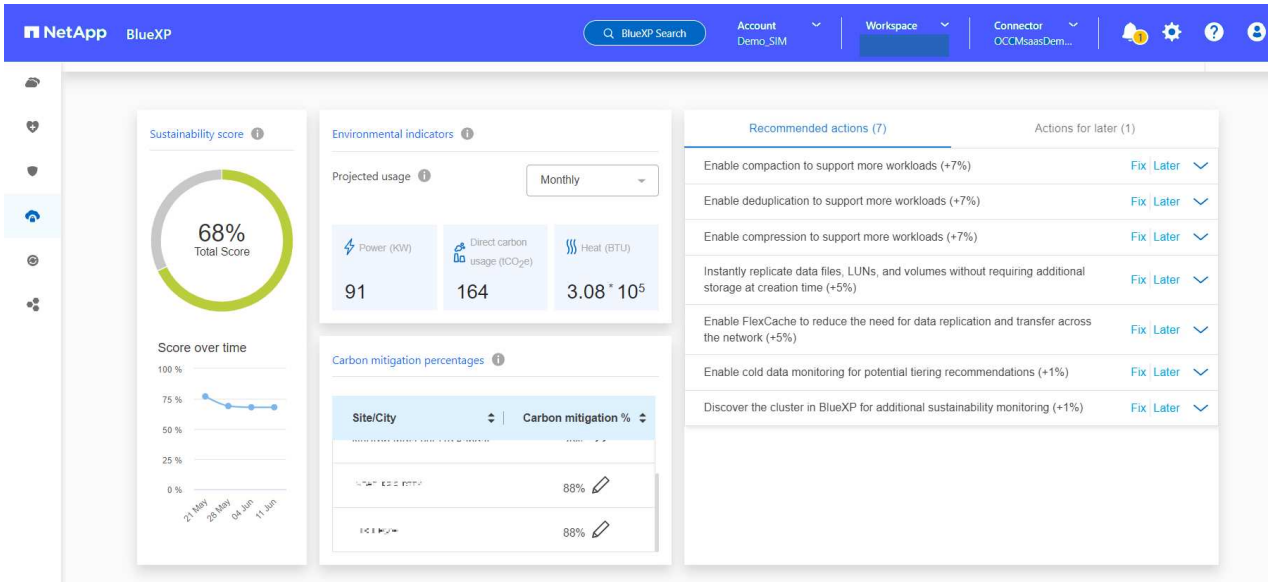 NetApp BlueXP
BlueXP Search
Account
Demo_SIM
Workspace
Connector
OCCMsaasDem...
1
Sustainability score
68%
Total Score
Score over time
100 %
75 %
50 %
25 %
0 %
21 May
28 May
04 Jun
11 Jun
Environmental indicators
Projected usage
Monthly
Power (KW)
91
Direct carbon
usage (tCO2e)
164
Heat (BTU)
3.08 * 10⁵
Carbon mitigation percentages
Site/City
Carbon mitigation %
88%
88%
Recommended actions (7)
Actions for later (1)
Enable compaction to support more workloads (+7%) Fix Later
Enable deduplication to support more workloads (+7%) Fix Later
Enable compression to support more workloads (+7%) Fix Later
Instantly replicate data files, LUNs, and volumes without requiring additional
storage at creation time (+5%) Fix Later
Enable FlexCache to reduce the need for data replication and transfer across
the network (+5%) Fix Later
Enable cold data monitoring for potential tiering recommendations (+1%) Fix Later
Discover the cluster in BlueXP for additional sustainability monitoring (+1%) Fix Later